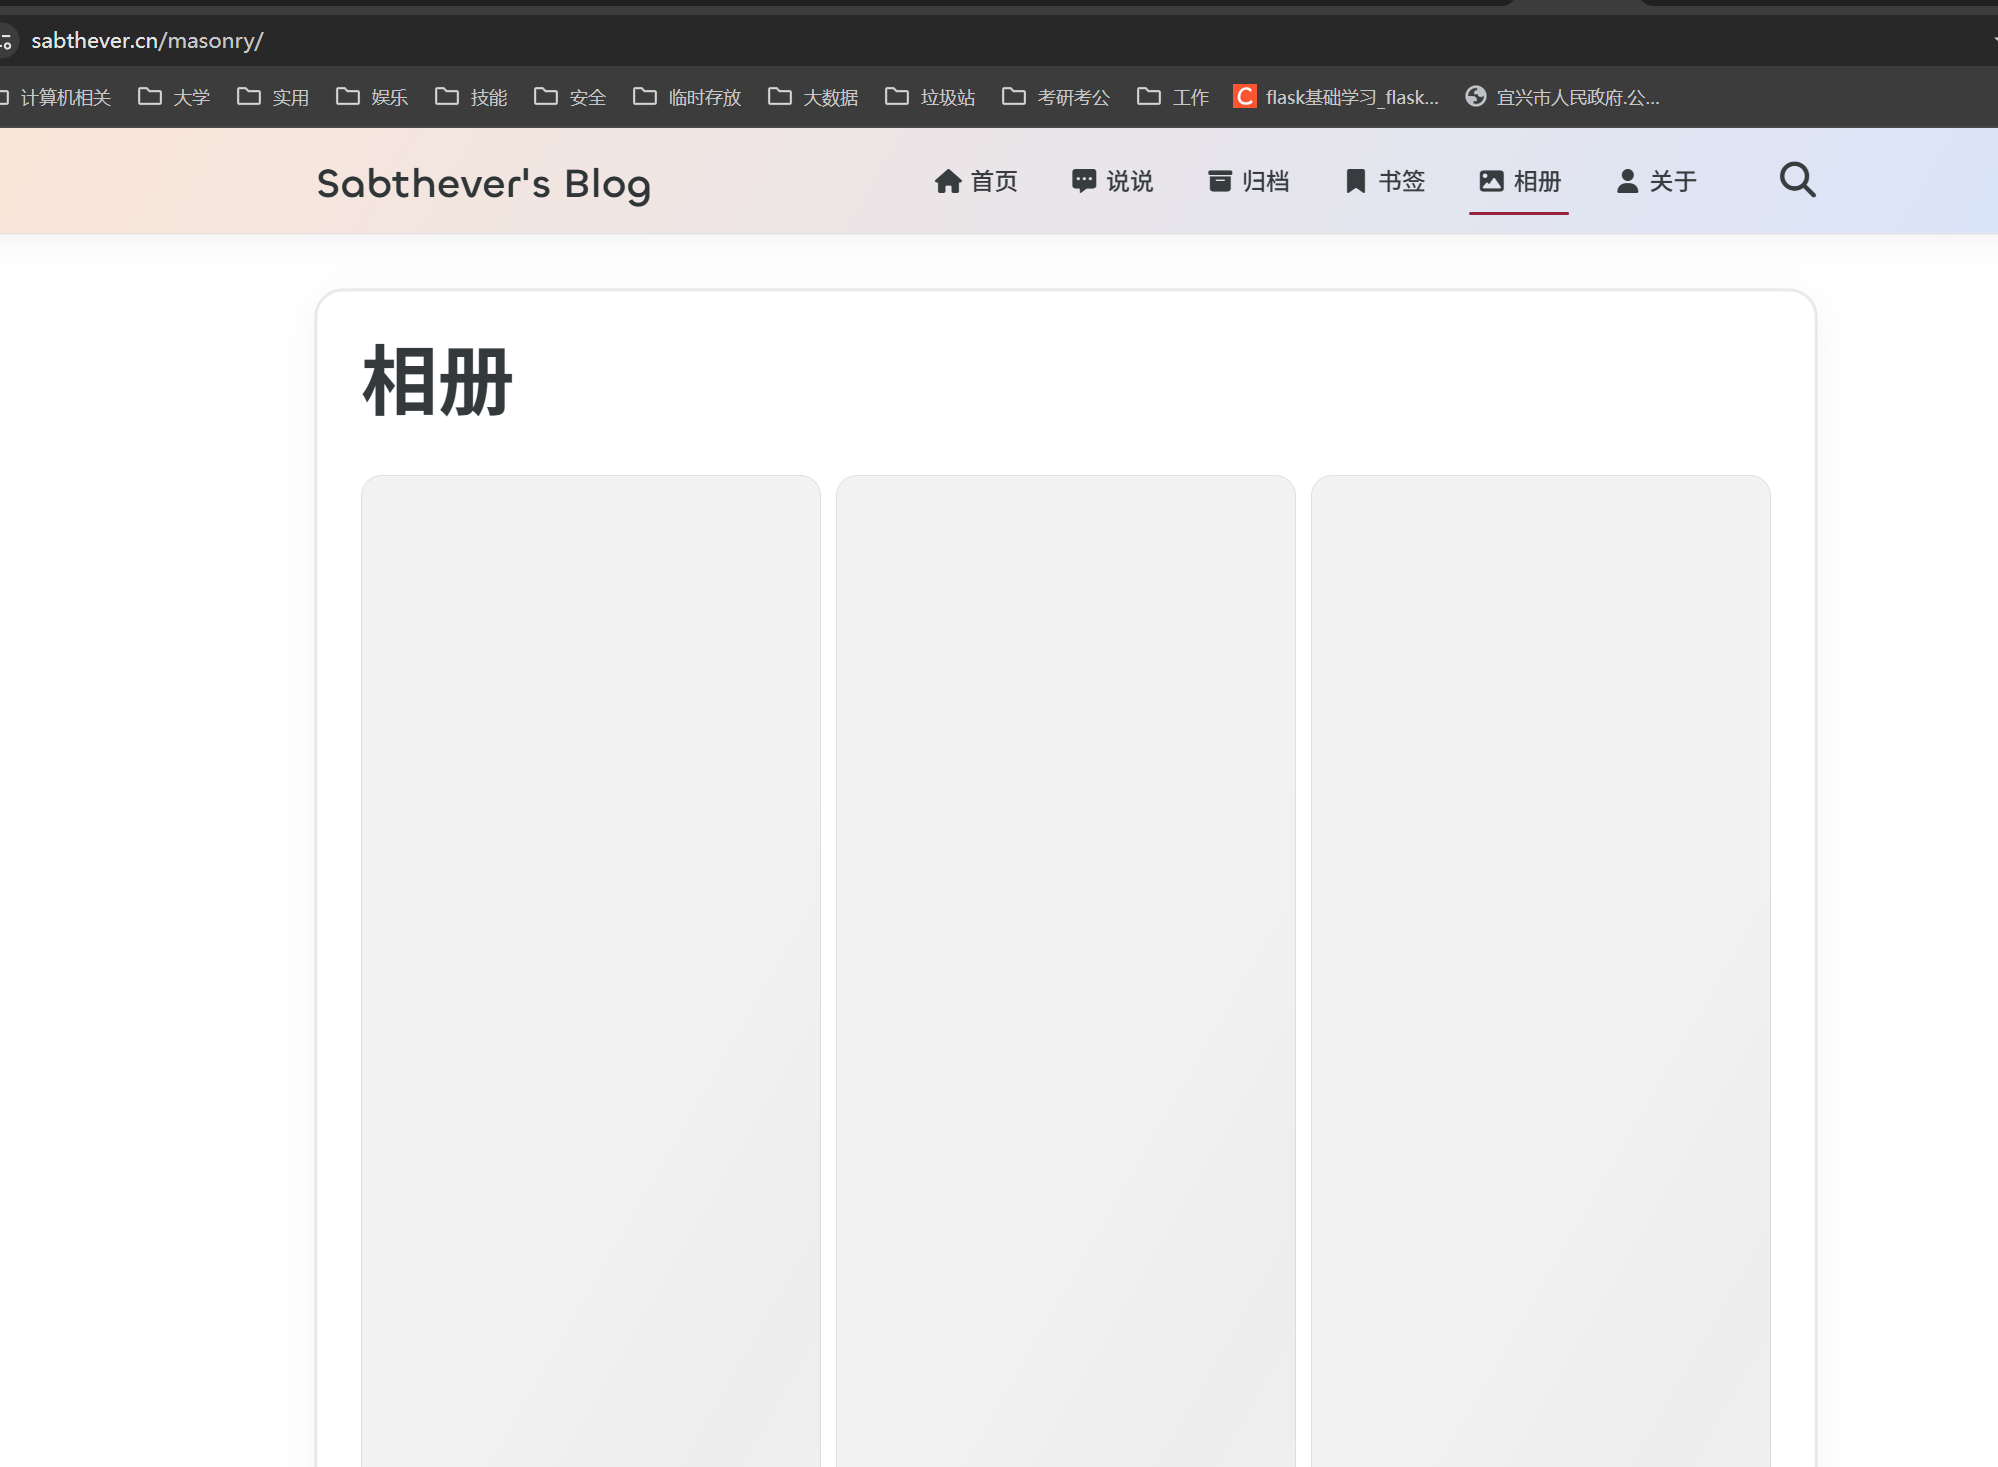 sabthever.cn/masonry/
计算机相关 大学 实用 娱乐 技能 安全 临时存放 大数据 垃圾站 考研考公 工作 C flask基础学习_flask... 宜兴市人民政府.公...
Sabthever's Blog 首页 说说 归档 书签 相册 关于
相册